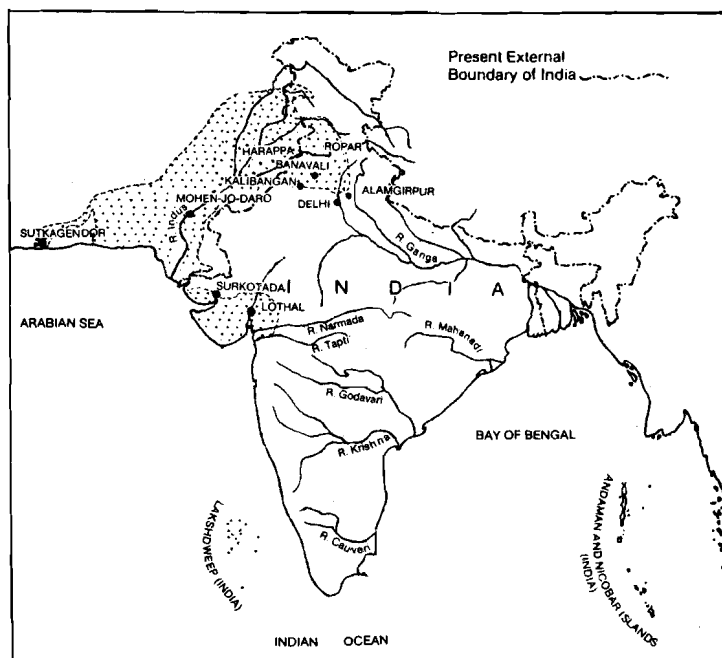 Present External
Boundary of India
HARAPPA
ROPAR
BANAVALI
KALIBANGAN
ALAMGIRPUR
MOHEN-JO-DARO
DELHI
R. Indus
SUTKAGENDOR
R. Ganga
SURKOTADA
INDIA
LOTHAL
ARABIAN SEA
R. Narmada
R. Mahanadi
R. Tapti
R. Godavari
BAY OF BENGAL
R. Krishna
LAKSHDWEEP (INDIA)
ANDAMAN AND NICOBAR ISLANDS
(INDIA)
R. Cauveri
INDIAN OCEAN